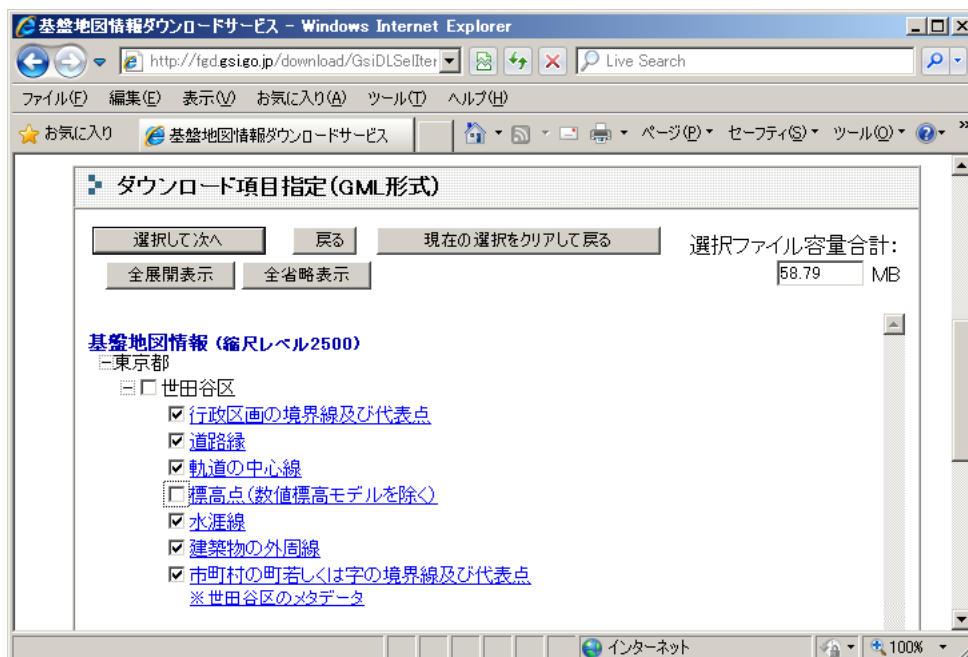 基盤地図情報ダウンロードサービス - Windows Internet Explorer
http://fgd.gsi.go.jp/download/GsiDLSelIter
Live Search
ファイル(F) 編集(E) 表示(V) お気に入り(A) ツール(T) ヘルプ(H)
お気に入り 基盤地図情報ダウンロードサービス ページ(P) セーフティ(S) ツール(O) »
ダウンロード項目指定(GML形式)
選択して次へ 戻る 現在の選択をクリアして戻る 選択ファイル容量合計:
全展開表示 全省略表示 58.79 MB
基盤地図情報 (縮尺レベル2500)
東京都
世田谷区
行政区画の境界線及び代表点
道路縁
軌道の中心線
標高点(数値標高モデルを除く)
水涯線
建築物の外周線
市町村の町若しくは字の境界線及び代表点
※世田谷区のメタデータ
インターネット 100%